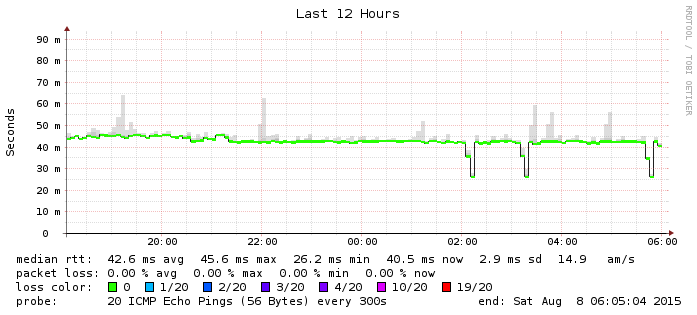 Last 12 Hours
RRDTOOL / TOBI OETIKER
Seconds
90 m
80 m
70 m
60 m
50 m
40 m
30 m
20 m
10 m
0
20:00 22:00 00:00 02:00 04:00 06:00
median rtt: 42.6 ms avg 45.6 ms max 26.2 ms min 40.5 ms now 2.9 ms sd 14.9 am/s
packet loss: 0.00 % avg 0.00 % max 0.00 % min 0.00 % now
loss color: 0 1/20 2/20 3/20 4/20 10/20 19/20
probe: 20 ICMP Echo Pings (56 Bytes) every 300s end: Sat Aug 8 06:05:04 2015